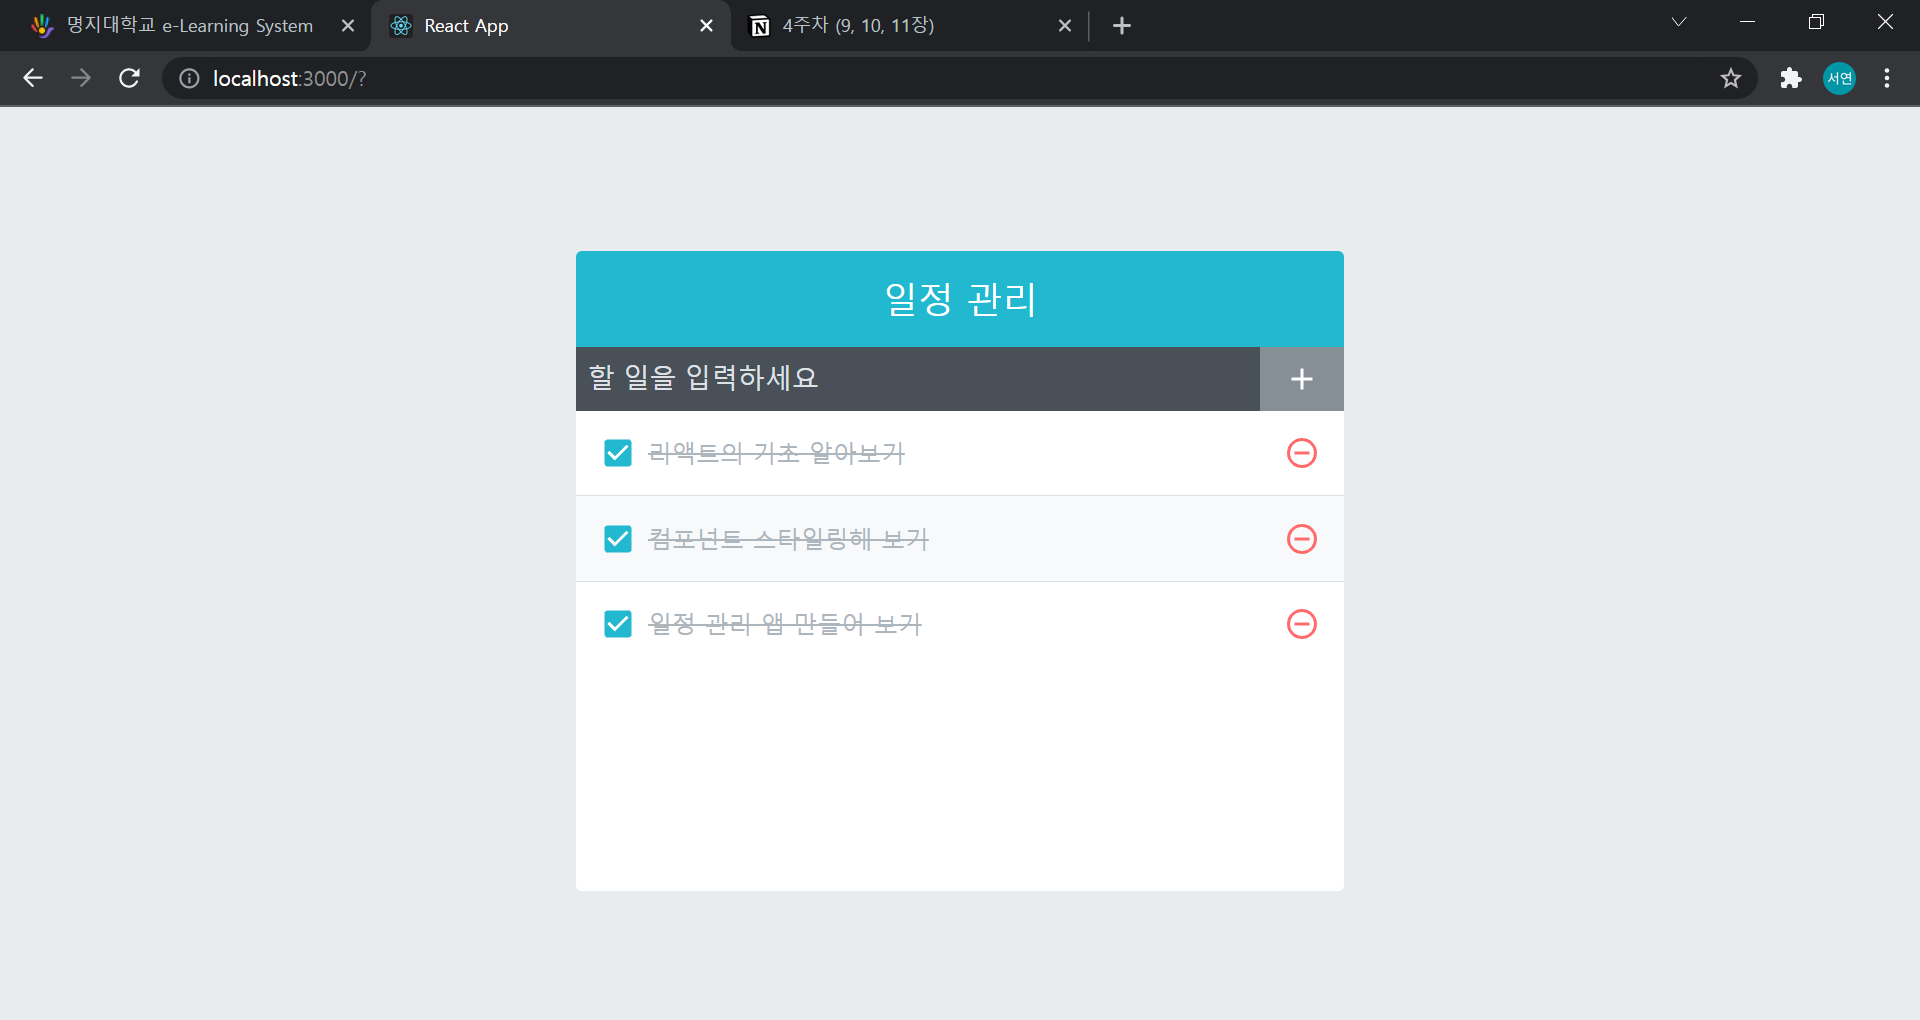 명지대학교 e-Learning System
React App
4주차 (9, 10, 11장)
localhost:3000/?
서연
일정 관리
할 일을 입력하세요
리액트의 기초 알아보기
컴포넌트 스타일링해 보기
일정 관리 앱 만들어 보기